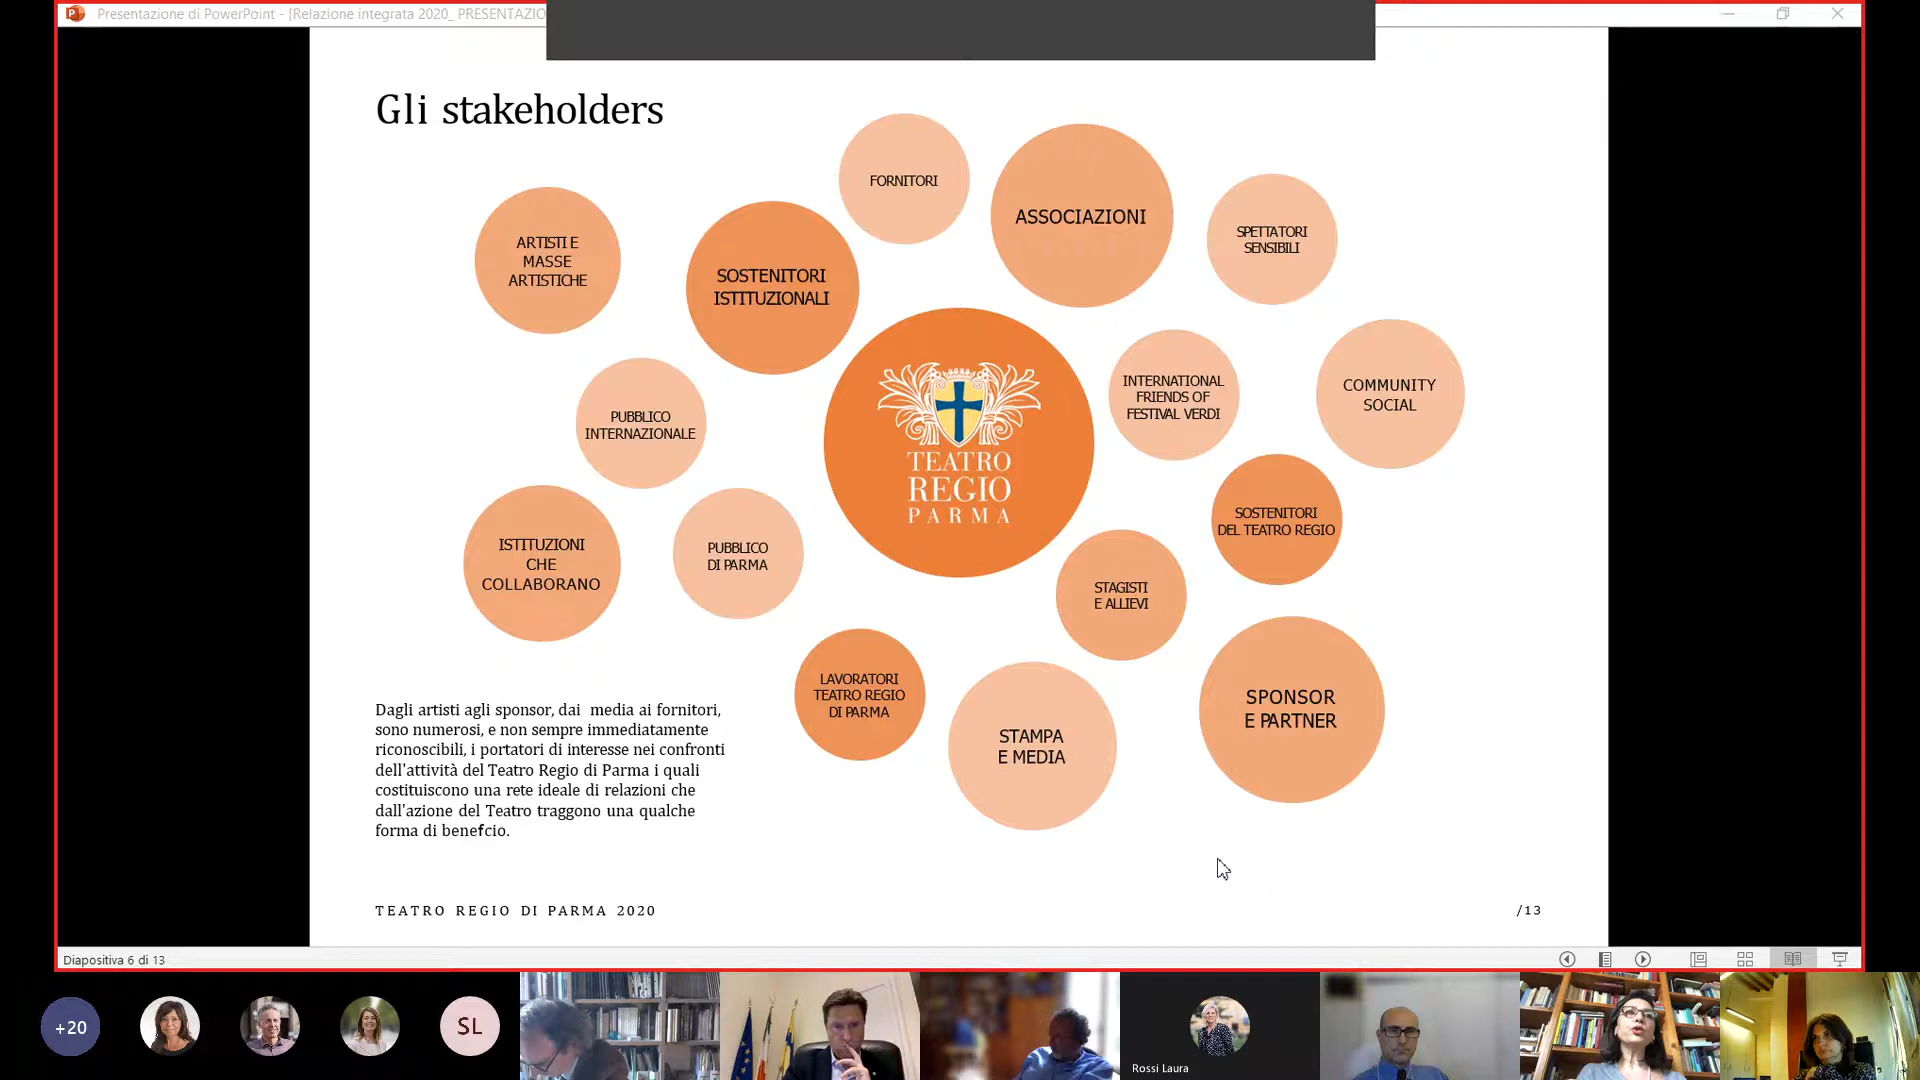 Presentazione di PowerPoint - [Relazione integrata 2020_ PRESENTAZIO
Gli stakeholders
FORNITORI
ASSOCIAZIONI
SPETTATORI
SENSIBILI
ARTISTI E
MASSE
ARTISTICHE
SOSTENITORI
ISTITUZIONALI
INTERNATIONAL
FRIENDS OF
FESTIVAL VERDI
COMMUNITY
SOCIAL
PUBBLICO
INTERNAZIONALE
TEATRO
REGIO
PARMA
SOSTENITORI
DEL TEATRO REGIO
ISTITUZIONI
CHE
COLLABORANO
PUBBLICO
DI PARMA
STAGISTI
E ALLIEVI
LAVORATORI
TEATRO REGIO
DI PARMA
STAMPA
E MEDIA
SPONSOR
E PARTNER
Dagli artisti agli sponsor, dai media ai fornitori,
sono numerosi, e non sempre immediatamente
riconoscibili, i portatori di interesse nei confronti
dell'attività del Teatro Regio di Parma i quali
costituiscono una rete ideale di relazioni che
dall'azione del Teatro traggono una qualche
forma di benefcio.
TEATRO REGIO DI PARMA 2020
/13
Diapositiva 6 di 13
+20
SL
Rossi Laura